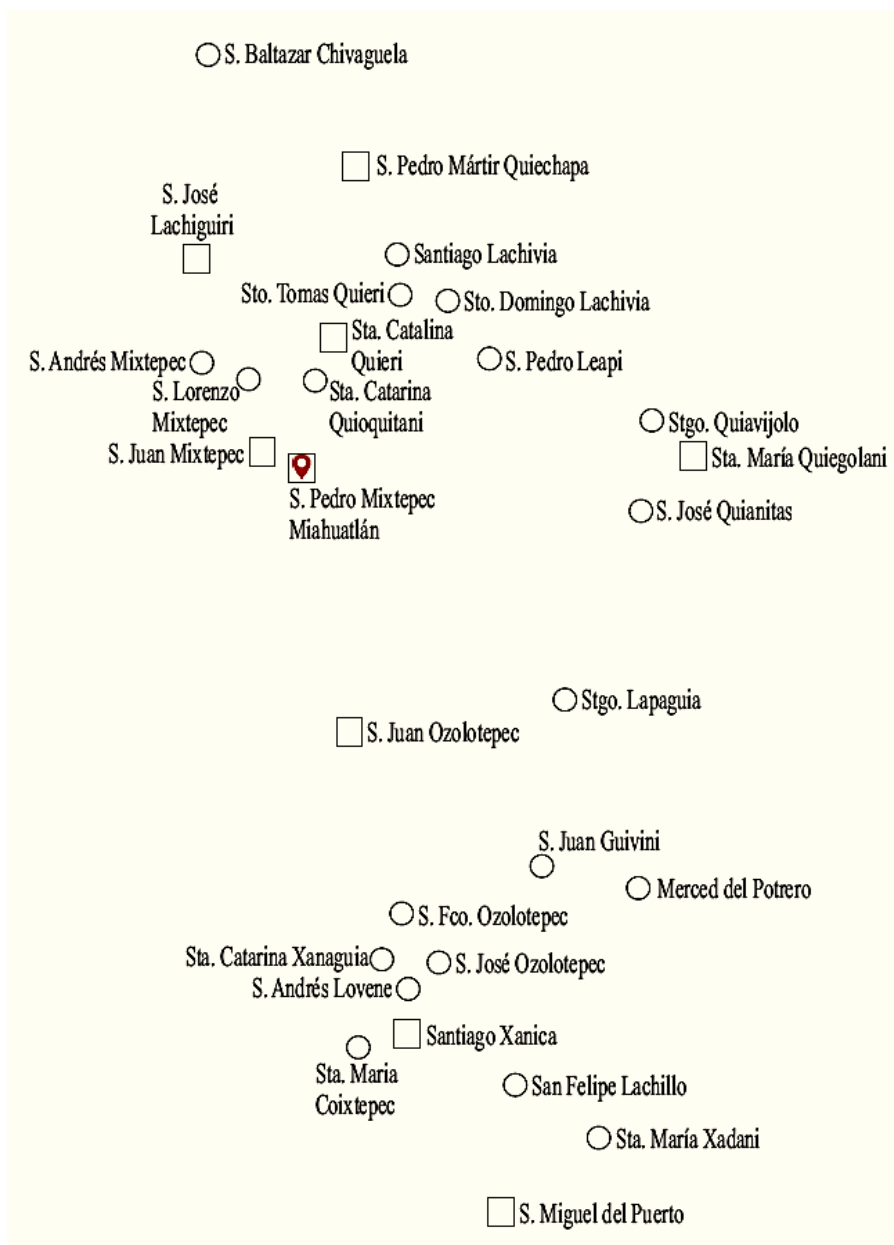 S. Baltazar Chivaguela
S. Pedro Mártir Quiechapa
S. José
Lachiguiri
Santiago Lachivia
Sto. Tomas Quieri
Sto. Domingo Lachivia
Sta. Catalina
Quieri
S. Andrés Mixtepec
S. Pedro Leapi
S. Lorenzo
Mixtepec
Sta. Catarina
Quioquitani
Stgo. Quiavijolo
S. Juan Mixtepec
Sta. María Quiegolani
S. Pedro Mixtepec
Miahuatlán
S. José Quianitas
Stgo. Lapaguia
S. Juan Ozolotepec
S. Juan Guivini
Merced del Potrero
S. Fco. Ozolotepec
Sta. Catarina Xanaguia
S. José Ozolotepec
S. Andrés Lovene
Santiago Xanica
Sta. Maria
Coixtepec
San Felipe Lachillo
Sta. María Xadani
S. Miguel del Puerto